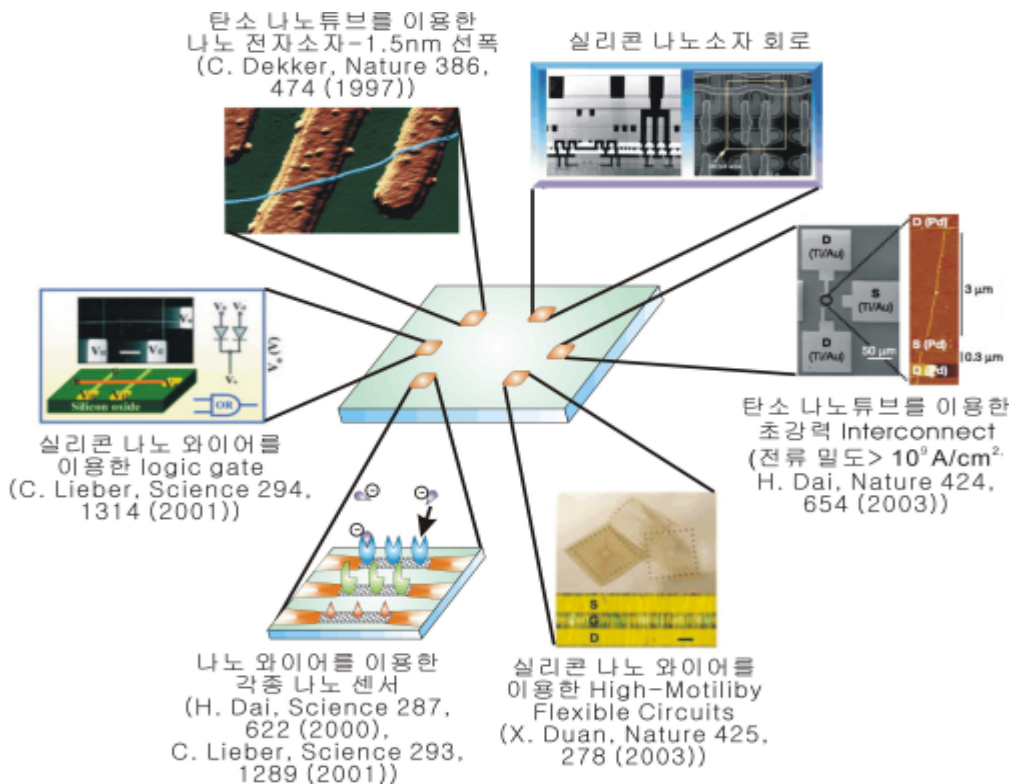 탄소 나노튜브를 이용한
나노 전자소자-1.5nm 선폭
(C. Dekker, Nature 386,
474 (1997))
실리콘 나노소자 회로
D
(Ti/Au)
S
(Ti/Au)
D
(Ti/Au)
50 μm
D (Pd)
3 μm
S (Pd)
0.3 μm
D (Pd)
탄소 나노튜브를 이용한
초강력 Interconnect
(전류 밀도> 10⁹ A/cm²,
H. Dai, Nature 424,
654 (2003))
OR
Silicon oxide
실리콘 나노 와이어를
이용한 logic gate
(C. Lieber, Science 294,
1314 (2001))
나노 와이어를 이용한
각종 나노 센서
(H. Dai, Science 287,
622 (2000),
C. Lieber, Science 293,
1289 (2001))
S
G
D
실리콘 나노 와이어를
이용한 High-Motiliby
Flexible Circuits
(X. Duan, Nature 425,
278 (2003))